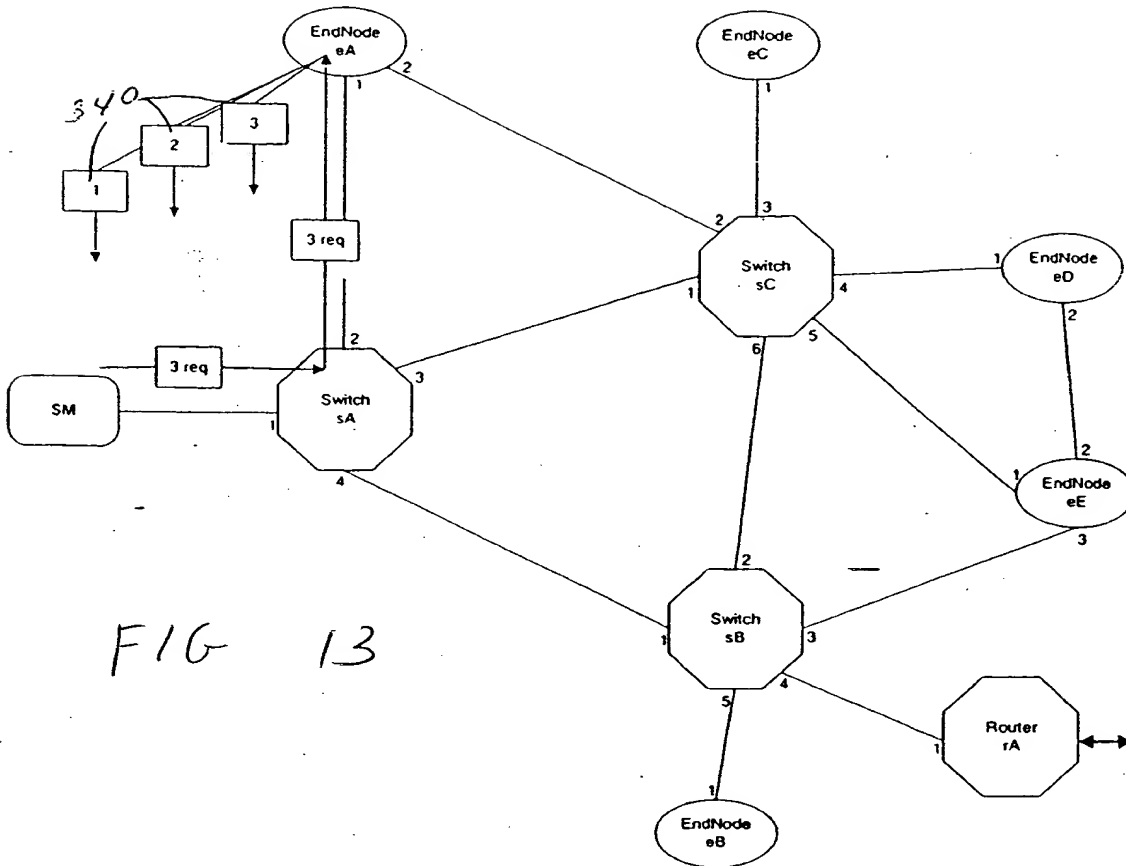 EndNode
eA
1
2
EndNode
eC
1
340
3
2
1
3 req
2
3
Switch
sC
1
4
6
5
1
EndNode
eD
2
3 req
2
3
SM
1
Switch
sA
4
2
1
EndNode
eE
3
2
Switch
sB
1
3
4
5
FIG 13
Router
rA
1
1
EndNode
eB